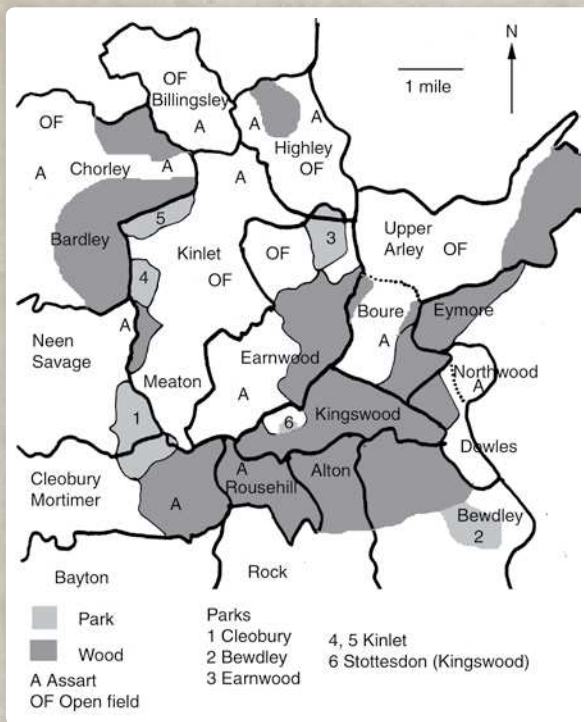 N
1 mile
OF
Billingsley
A
OF
A
Chorley
A
OF
A
A
Highley
OF
A
5
Bardley
Kinlet
OF
OF
3
Upper
Arley
OF
4
Boure
A
Eymore
Neen
Savage
A
Meaton
Earnwood
A
Northwood
A
1
6
Kingswood
Dowles
Cleobury
Mortimer
A
A
Rousehill
Alton
Bewdley
2
Bayton
Rock
Park
Wood
A Assart
OF Open field
Parks
1 Cleobury
2 Bewdley
3 Earnwood
4, 5 Kinlet
6 Stottesdon (Kingswood)